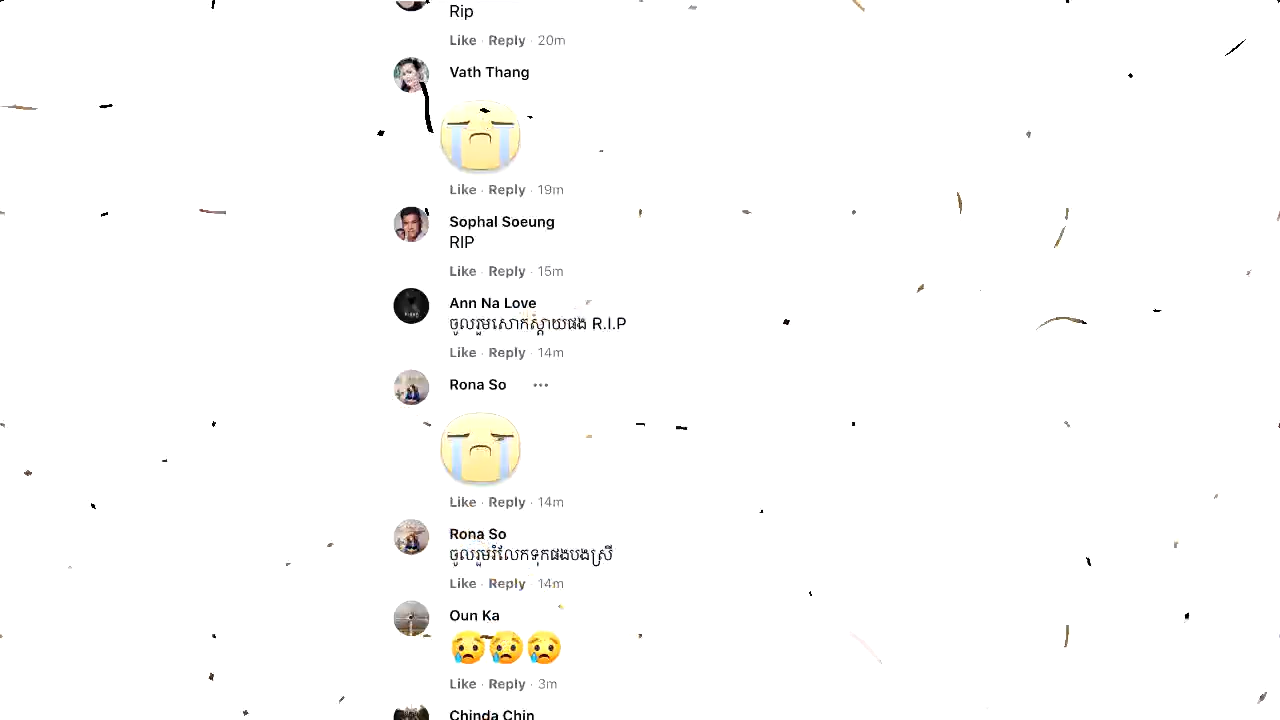 Rip
Like · Reply · 20m
Vath Thang
Like · Reply · 19m
Sophal Soeung
RIP
Like · Reply · 15m
Ann Na Love
ចូលរួមសោកស្ដាយផង R.I.P
Like · Reply · 14m
Rona So
Like · Reply · 14m
Rona So
ចូលរួមរំលែកទុកផងបងស្រី
Like · Reply · 14m
Oun Ka
😢😢😢
Like · Reply · 3m
Chinda Chin